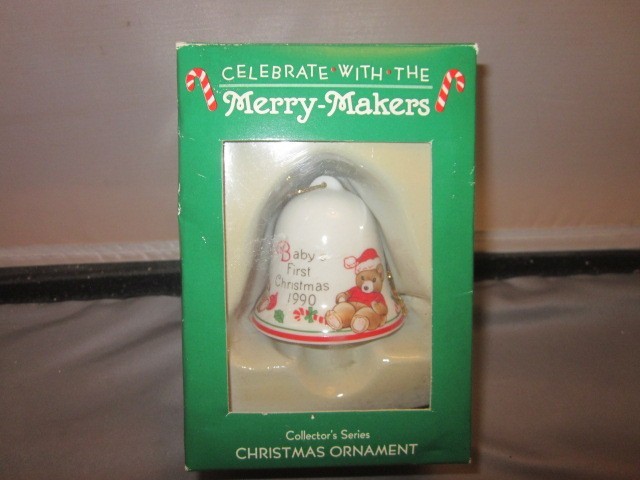 CELEBRATE • WITH • THE
Merry-Makers
Baby's
First
Christmas
1990
Collector's Series
CHRISTMAS ORNAMENT